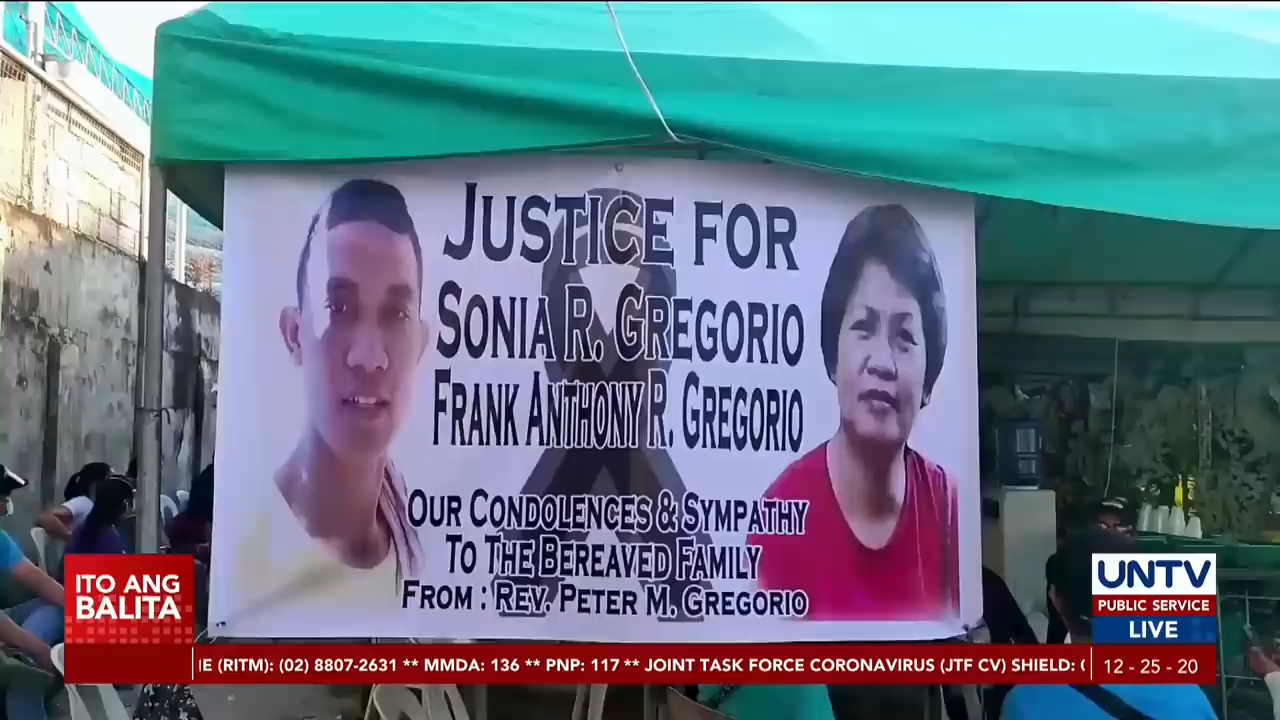 JUSTICE FOR
SONIA R. GREGORIO
FRANK ANTHONY R. GREGORIO
OUR CONDOLENCES & SYMPATHY
TO THE BEREAVED FAMILY
FROM : REV. PETER M. GREGORIO
ITO ANG
BALITA
UNTV
PUBLIC SERVICE
LIVE
IE (RITM): (02) 8807-2631 ** MMDA: 136 ** PNP: 117 ** JOINT TASK FORCE CORONAVIRUS (JTF CV) SHIELD:
12 - 25 - 20